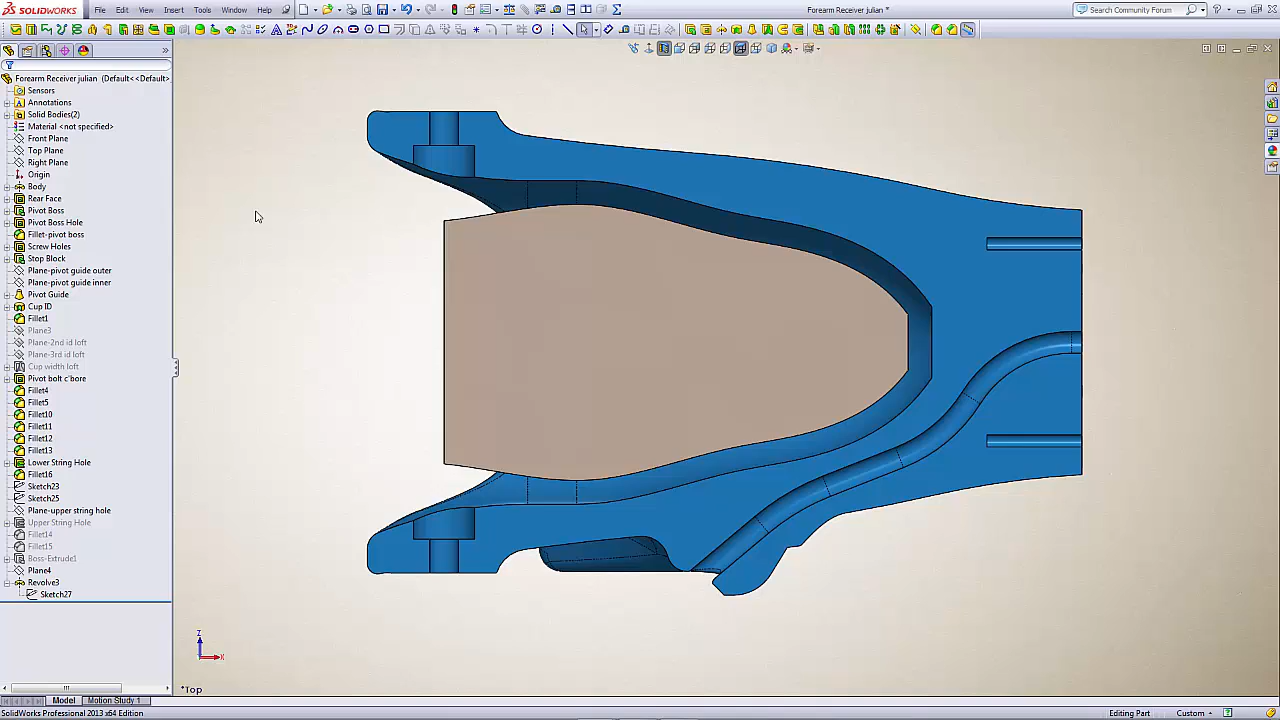 SOLIDWORKS File Edit View Insert Tools Window Help Forearm Receiver julian * Search Community Forum
Forearm Receiver julian (Default<<Default>
Sensors
Annotations
Solid Bodies(2)
Material <not specified>
Front Plane
Top Plane
Right Plane
Origin
Body
Rear Face
Pivot Boss
Pivot Boss Hole
Fillet-pivot boss
Screw Holes
Stop Block
Plane-pivot guide outer
Plane-pivot guide inner
Pivot Guide
Cup ID
Fillet1
Plane3
Plane-2nd id loft
Plane-3rd id loft
Cup width loft
Pivot bolt c'bore
Fillet4
Fillet5
Fillet10
Fillet11
Fillet12
Fillet13
Lower String Hole
Fillet16
Sketch23
Sketch25
Plane-upper string hole
Upper String Hole
Fillet14
Fillet15
Boss-Extrude1
Plane4
Revolve3
Sketch27
Z
X
*Top
Model Motion Study 1
SolidWorks Professional 2013 x64 Edition Editing Part Custom